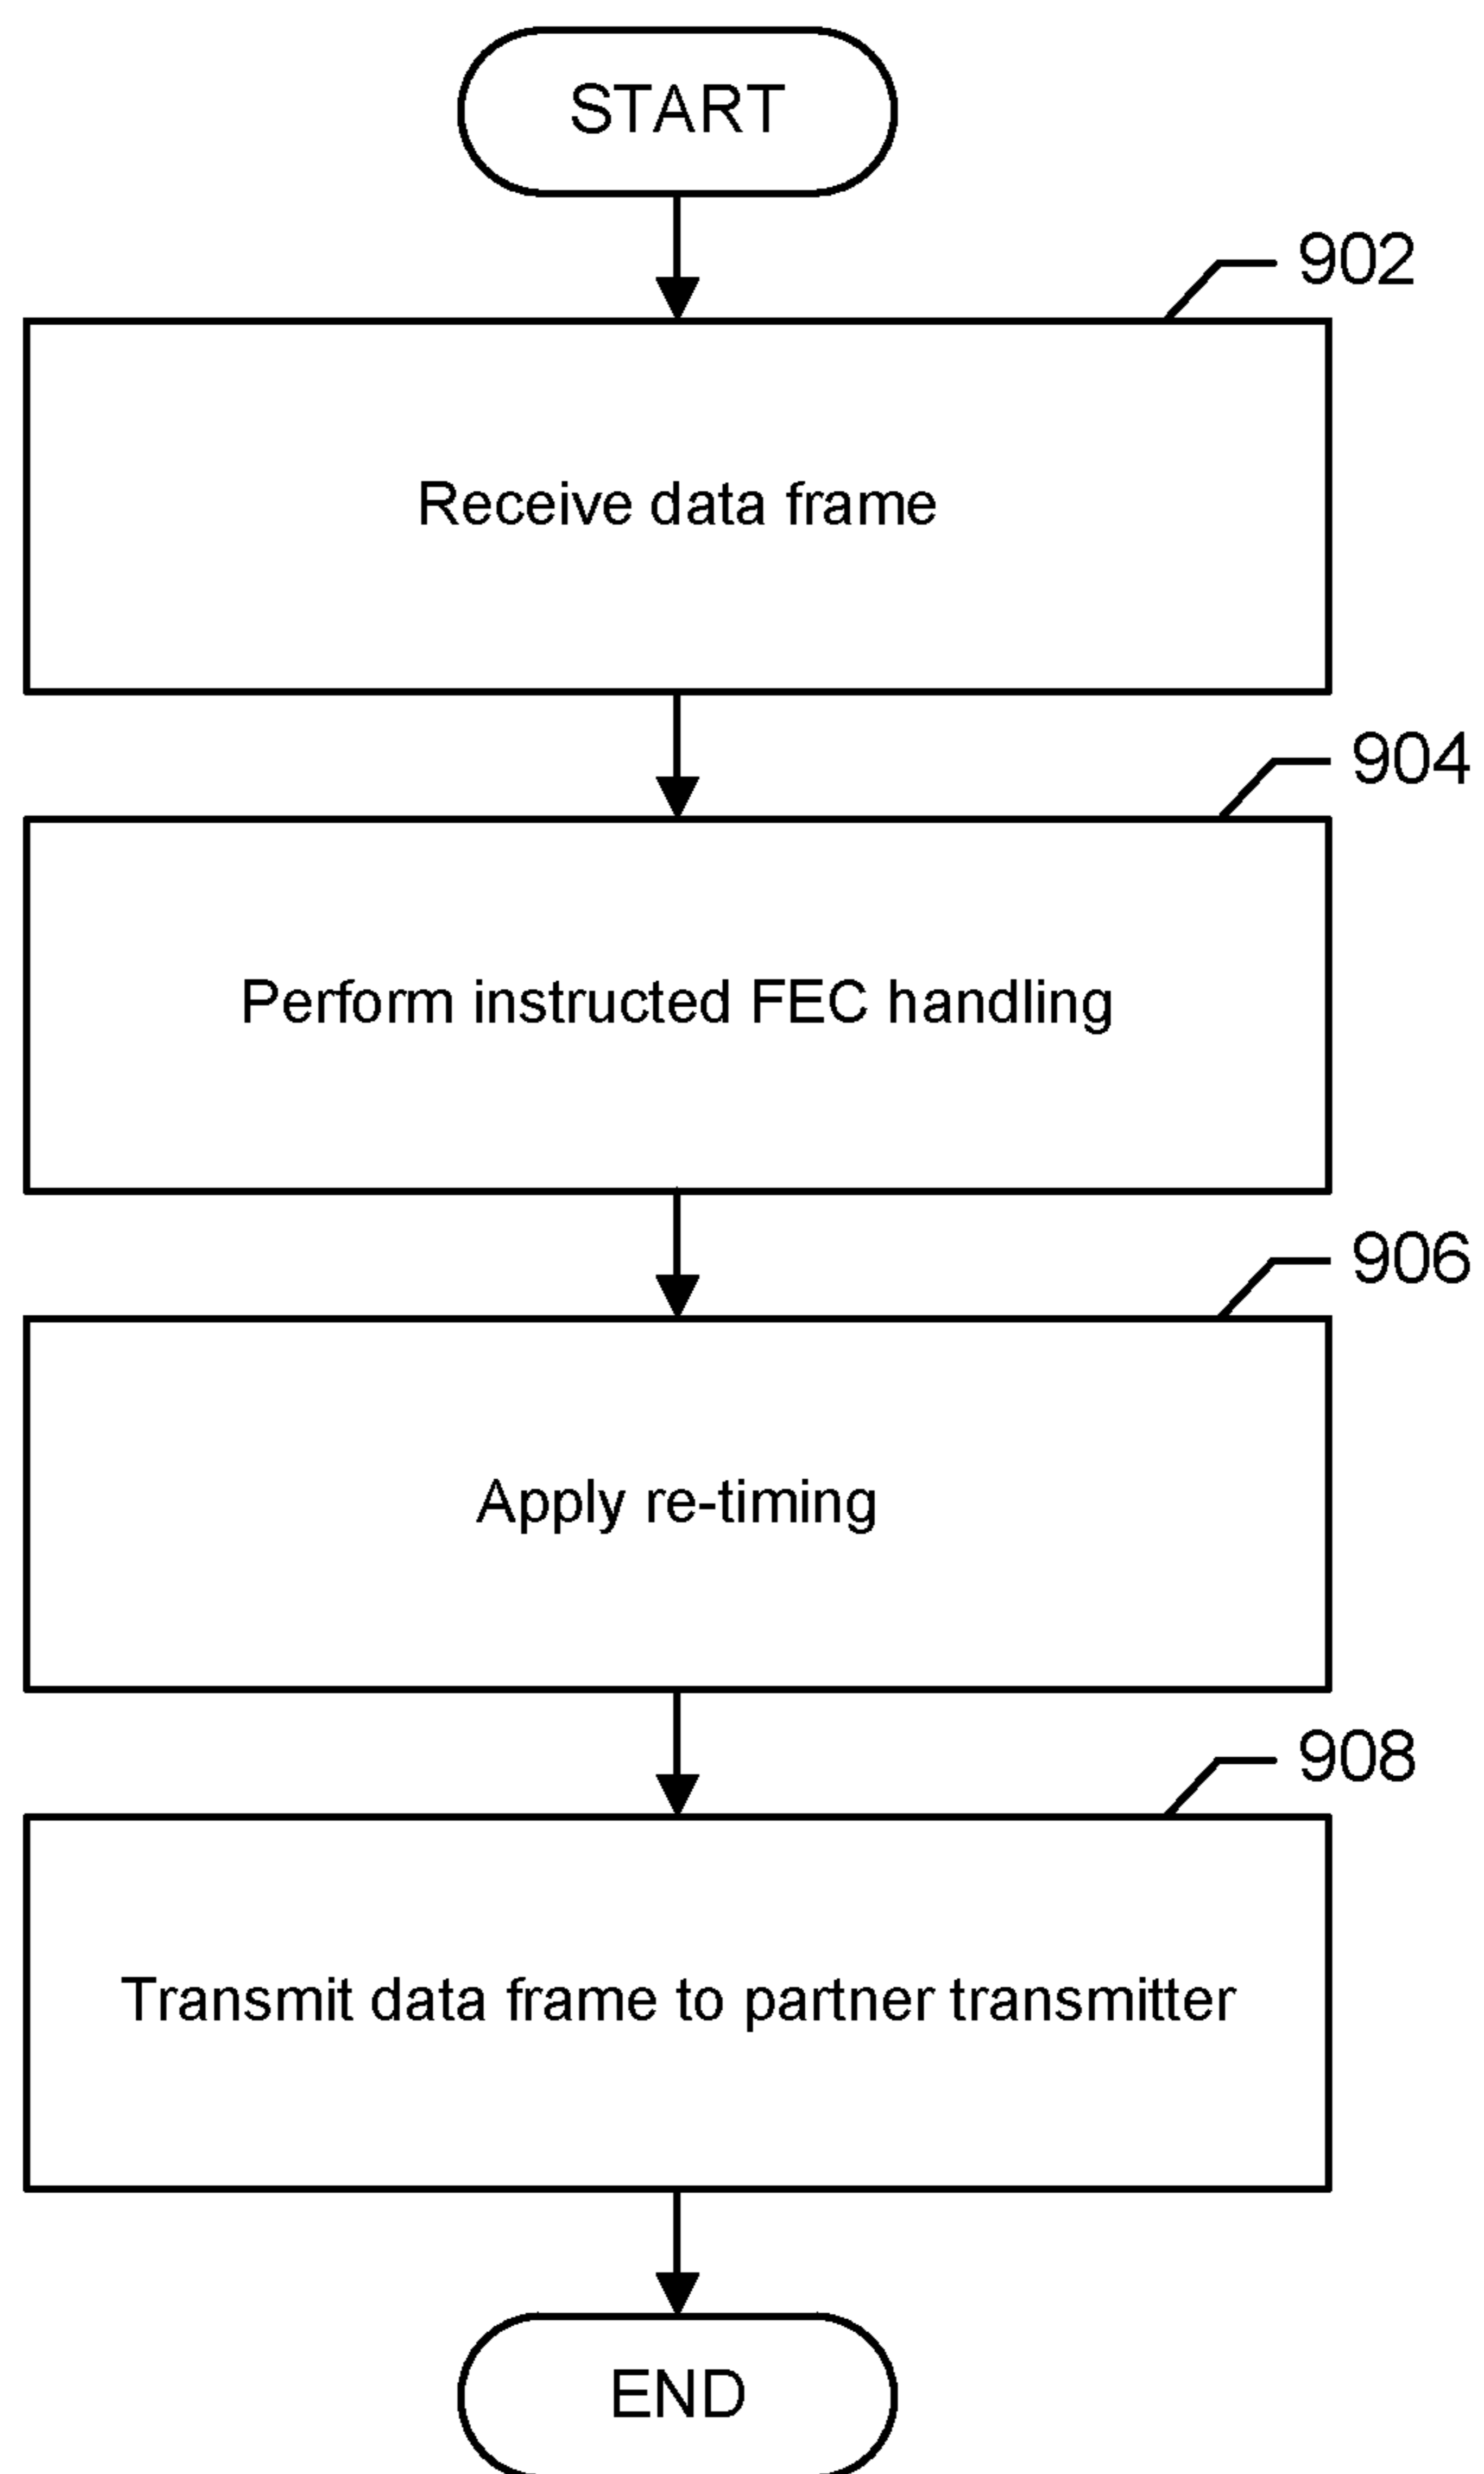 START
902
Receive data frame
904
Perform instructed FEC handling
906
Apply re-timing
908
Transmit data frame to partner transmitter
END